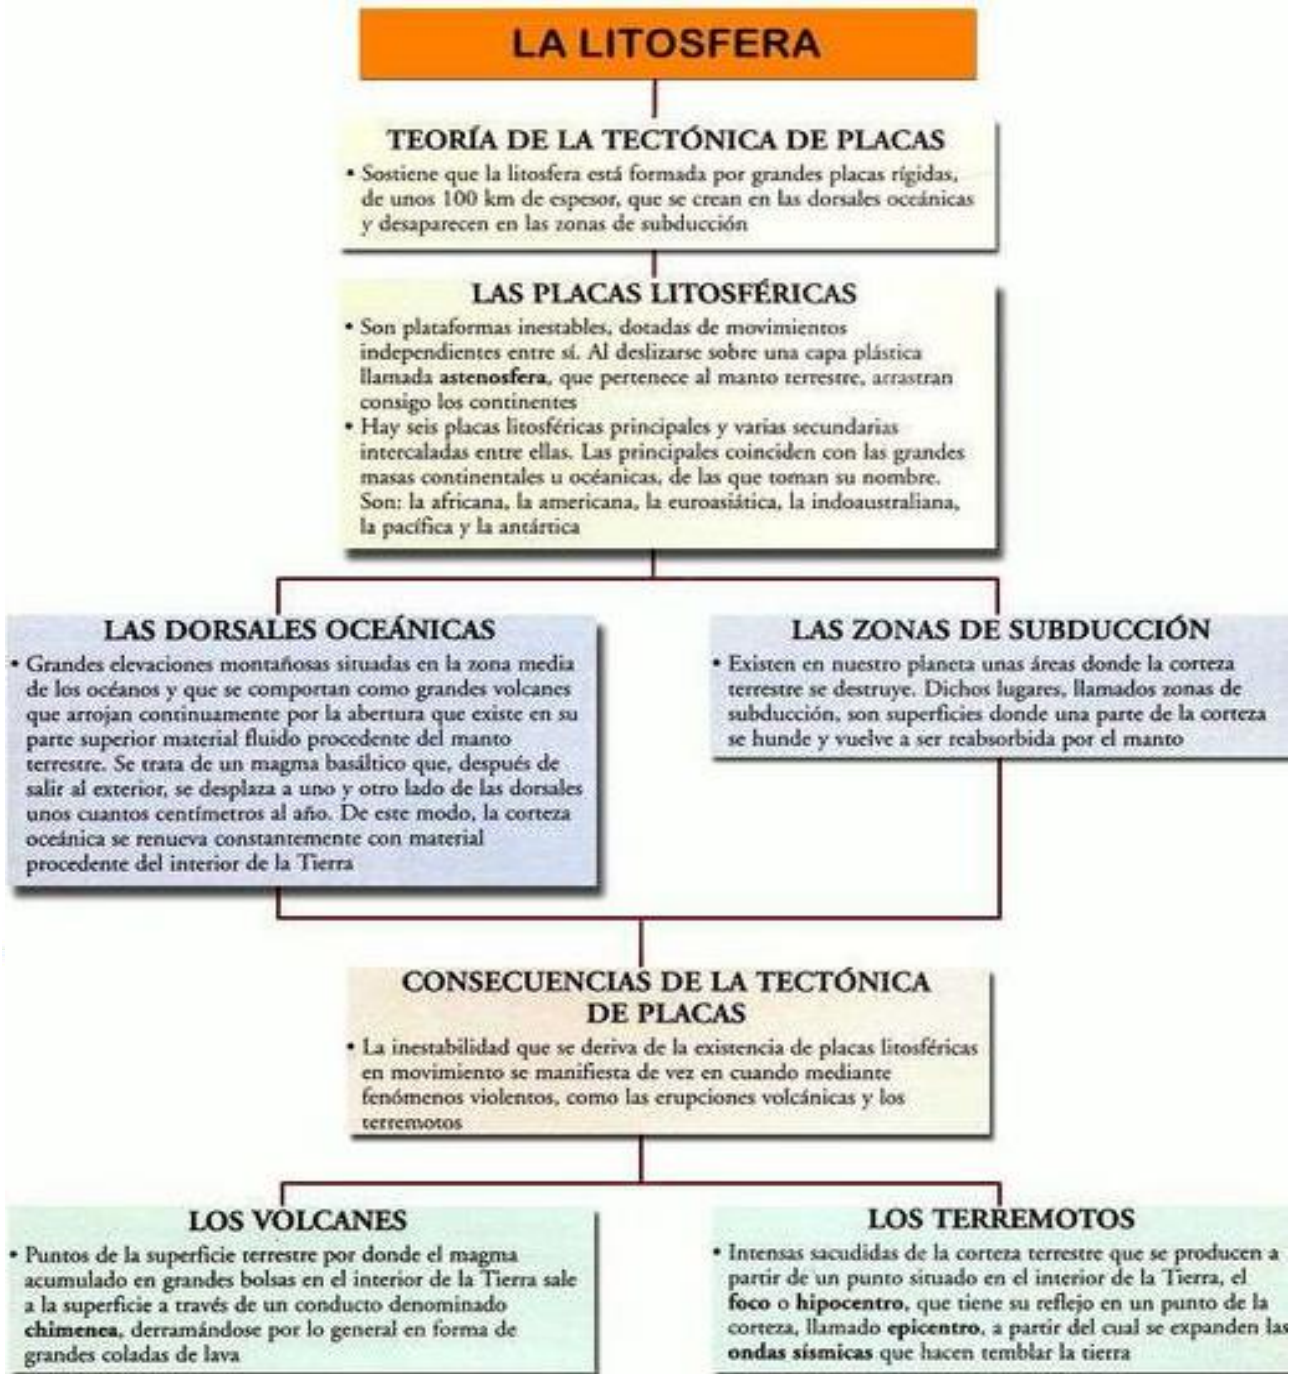 LA LITOSFERA
TEORÍA DE LA TECTÓNICA DE PLACAS
• Sostiene que la litosfera está formada por grandes placas rígidas,
de unos 100 km de espesor, que se crean en las dorsales oceánicas
y desaparecen en las zonas de subducción
LAS PLACAS LITOSFÉRICAS
• Son plataformas inestables, dotadas de movimientos
independientes entre sí. Al deslizarse sobre una capa plástica
llamada astenosfera, que pertenece al manto terrestre, arrastran
consigo los continentes
• Hay seis placas litosféricas principales y varias secundarias
intercaladas entre ellas. Las principales coinciden con las grandes
masas continentales u océanicas, de las que toman su nombre.
Son: la africana, la americana, la euroasiática, la indoaustraliana,
la pacífica y la antártica
LAS DORSALES OCEÁNICAS
• Grandes elevaciones montañosas situadas en la zona media
de los océanos y que se comportan como grandes volcanes
que arrojan continuamente por la abertura que existe en su
parte superior material fluido procedente del manto
terrestre. Se trata de un magma basáltico que, después de
salir al exterior, se desplaza a uno y otro lado de las dorsales
unos cuantos centímetros al año. De este modo, la corteza
oceánica se renueva constantemente con material
procedente del interior de la Tierra
LAS ZONAS DE SUBDUCCIÓN
• Existen en nuestro planeta unas áreas donde la corteza
terrestre se destruye. Dichos lugares, llamados zonas de
subducción, son superficies donde una parte de la corteza
se hunde y vuelve a ser reabsorbida por el manto
CONSECUENCIAS DE LA TECTÓNICA
DE PLACAS
• La inestabilidad que se deriva de la existencia de placas litosféricas
en movimiento se manifiesta de vez en cuando mediante
fenómenos violentos, como las erupciones volcánicas y los
terremotos
LOS VOLCANES
• Puntos de la superficie terrestre por donde el magma
acumulado en grandes bolsas en el interior de la Tierra sale
a la superficie a través de un conducto denominado
chimenea, derramándose por lo general en forma de
grandes coladas de lava
LOS TERREMOTOS
• Intensas sacudidas de la corteza terrestre que se producen a
partir de un punto situado en el interior de la Tierra, el
foco o hipocentro, que tiene su reflejo en un punto de la
corteza, llamado epicentro, a partir del cual se expanden las
ondas sísmicas que hacen temblar la tierra